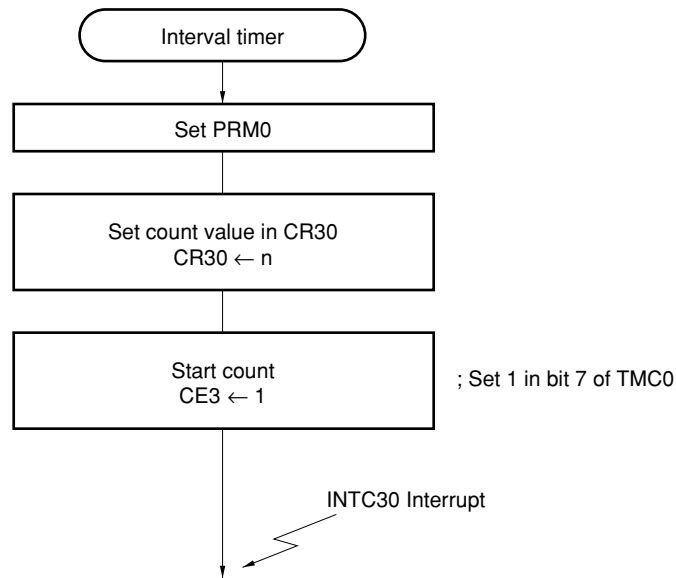 Interval timer
Set PRM0
Set count value in CR30
CR30 ← n
Start count
CE3 ← 1
; Set 1 in bit 7 of TMC0
INTC30 Interrupt